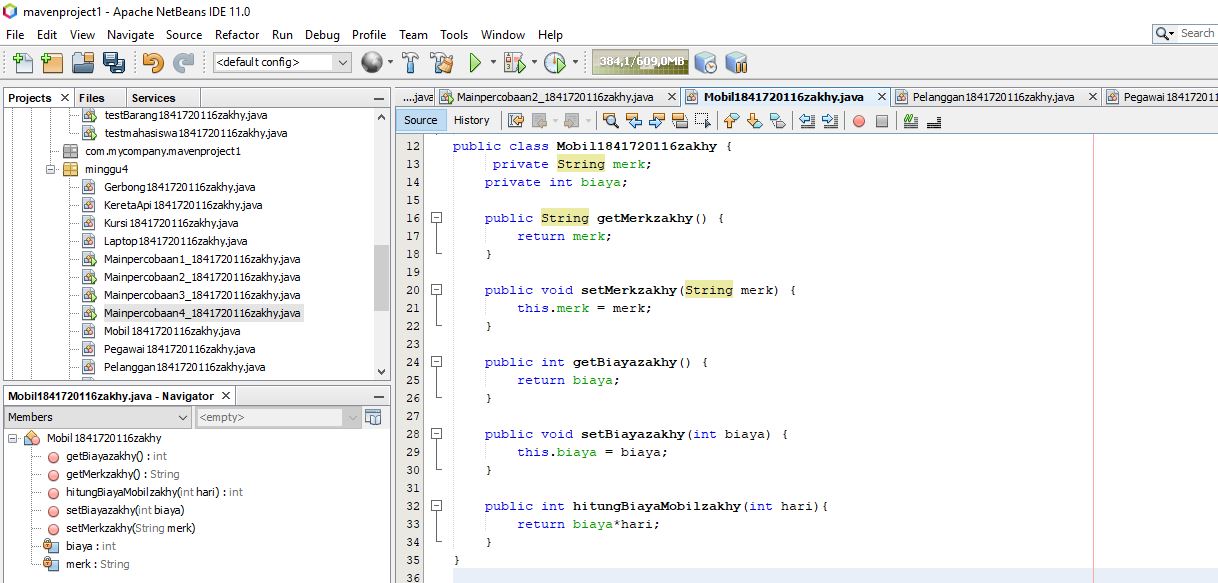 mavenproject1 - Apache NetBeans IDE 11.0
File Edit View Navigate Source Refactor Run Debug Profile Team Tools Window Help
Search
<default config>
384,1/609,0MB
Projects Files Services
testBarang1841720116zakhy.java
testmahasiswa1841720116zakhy.java
com.mycompany.mavenproject1
minggu4
Gerbong1841720116zakhy.java
KeretaApi1841720116zakhy.java
Kursi1841720116zakhy.java
Laptop1841720116zakhy.java
Mainpercobaan1_1841720116zakhy.java
Mainpercobaan2_1841720116zakhy.java
Mainpercobaan3_1841720116zakhy.java
Mainpercobaan4_1841720116zakhy.java
Mobil1841720116zakhy.java
Pegawai1841720116zakhy.java
Pelanggan1841720116zakhy.java
Mobil1841720116zakhy.java - Navigator
Members <empty>
Mobil1841720116zakhy
getBiayazakhy() : int
getMerkzakhy() : String
hitungBiayaMobilzakhy(int hari) : int
setBiayazakhy(int biaya)
setMerkzakhy(String merk)
biaya : int
merk : String
....java Mainpercobaan2_1841720116zakhy.java Mobil1841720116zakhy.java Pelanggan1841720116zakhy.java Pegawai184172011
Source History
12 public class Mobil1841720116zakhy {
13 private String merk;
14 private int biaya;
15
16 public String getMerkzakhy() {
17 return merk;
18 }
19
20 public void setMerkzakhy(String merk) {
21 this.merk = merk;
22 }
23
24 public int getBiayazakhy() {
25 return biaya;
26 }
27
28 public void setBiayazakhy(int biaya) {
29 this.biaya = biaya;
30 }
31
32 public int hitungBiayaMobilzakhy(int hari){
33 return biaya*hari;
34 }
35 }
36